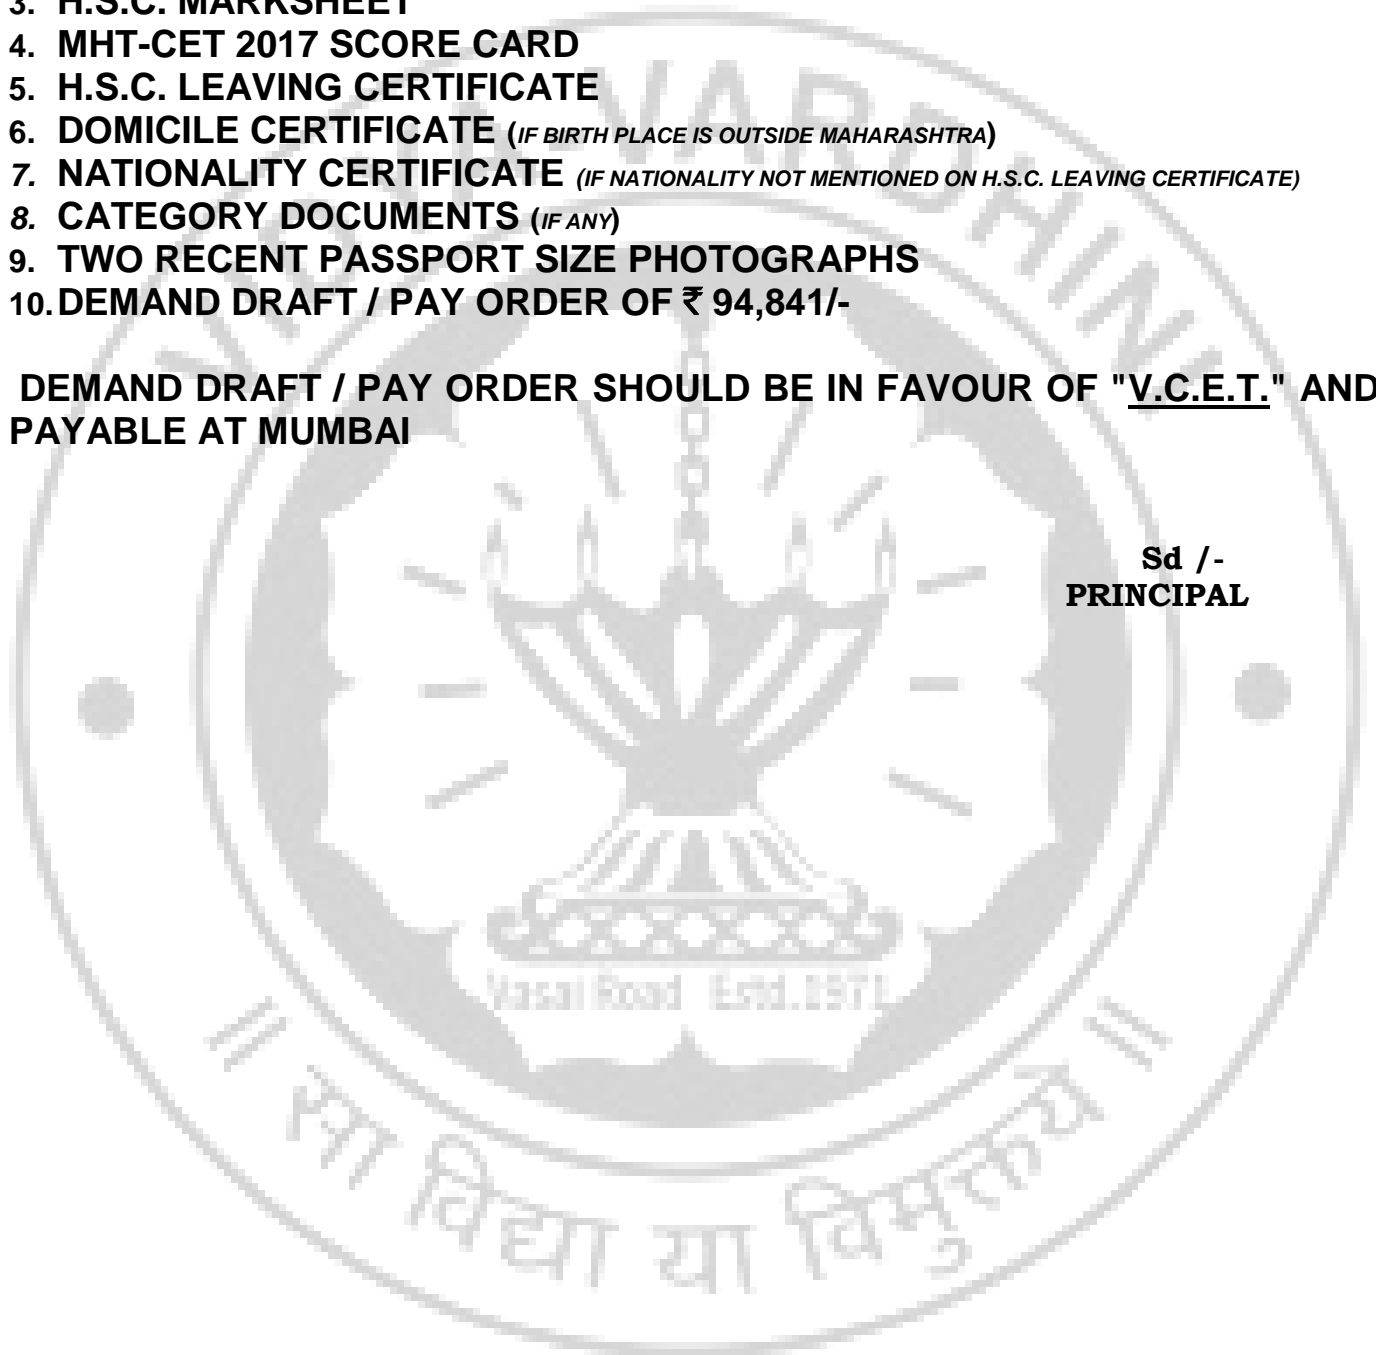 3. H.S.C. MARKSHEET
4. MHT-CET 2017 SCORE CARD
5. H.S.C. LEAVING CERTIFICATE
6. DOMICILE CERTIFICATE (IF BIRTH PLACE IS OUTSIDE MAHARASHTRA)
7. NATIONALITY CERTIFICATE (IF NATIONALITY NOT MENTIONED ON H.S.C. LEAVING CERTIFICATE)
8. CATEGORY DOCUMENTS (IF ANY)
9. TWO RECENT PASSPORT SIZE PHOTOGRAPHS
10. DEMAND DRAFT / PAY ORDER OF ₹ 94,841/-
DEMAND DRAFT / PAY ORDER SHOULD BE IN FAVOUR OF "V.C.E.T." AND
PAYABLE AT MUMBAI
Sd /-
PRINCIPAL
VIDYA-VARDHINI
Vasai Road Estd.1971
॥ सा विद्या या विमुक्तये ॥